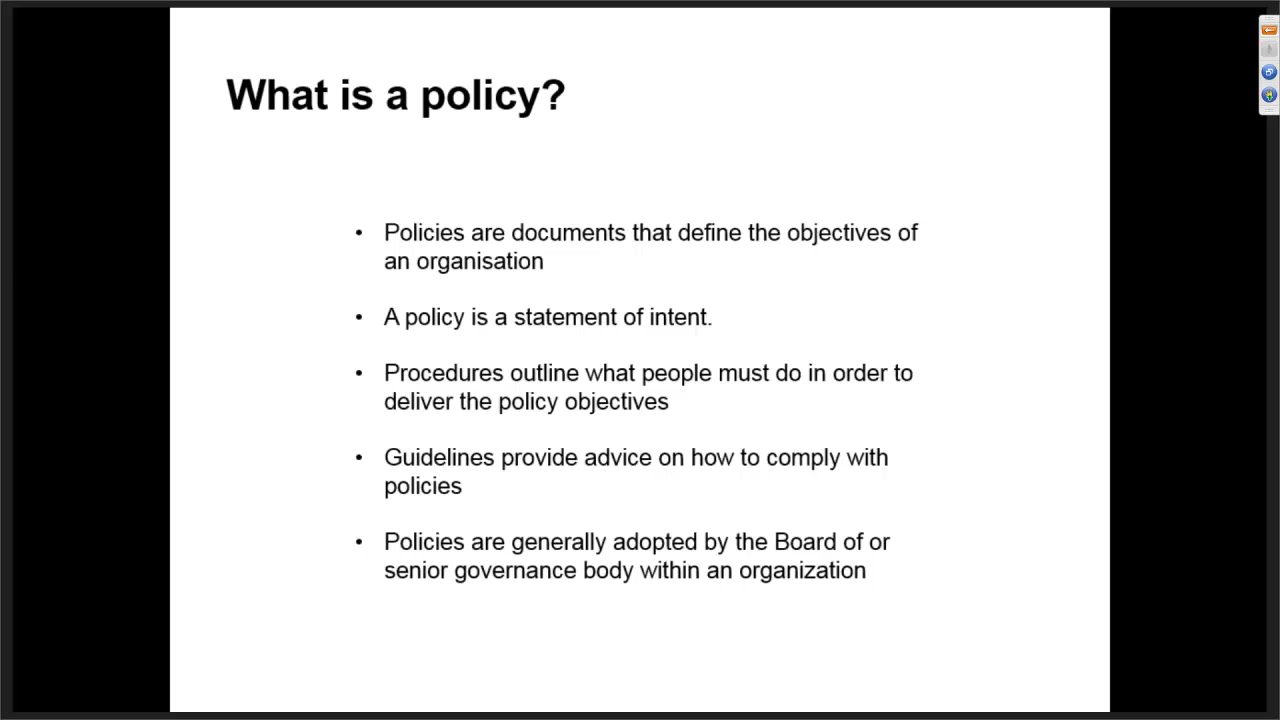 What is a policy?
• Policies are documents that define the objectives of
an organisation
• A policy is a statement of intent.
• Procedures outline what people must do in order to
deliver the policy objectives
• Guidelines provide advice on how to comply with
policies
• Policies are generally adopted by the Board of or
senior governance body within an organization